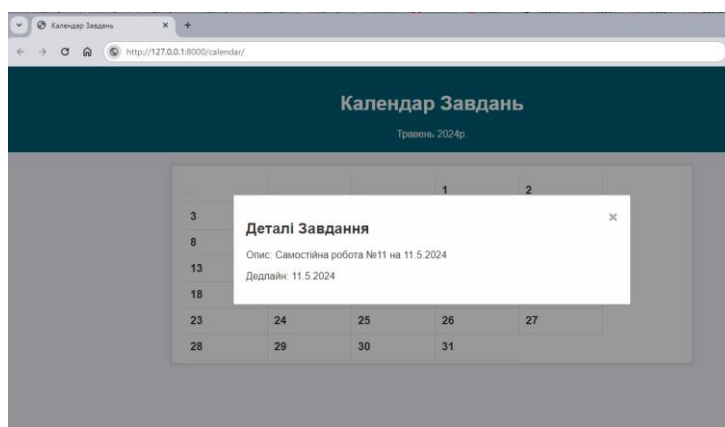 Календар Завдань
http://127.0.0.1:8000/calendar/
Календар Завдань
Травень 2024р.
1 2
3
Деталі Завдання ×
8
Опис: Самостійна робота №11 на 11.5.2024
13
Дедлайн: 11.5.2024
18
23 24 25 26 27
28 29 30 31